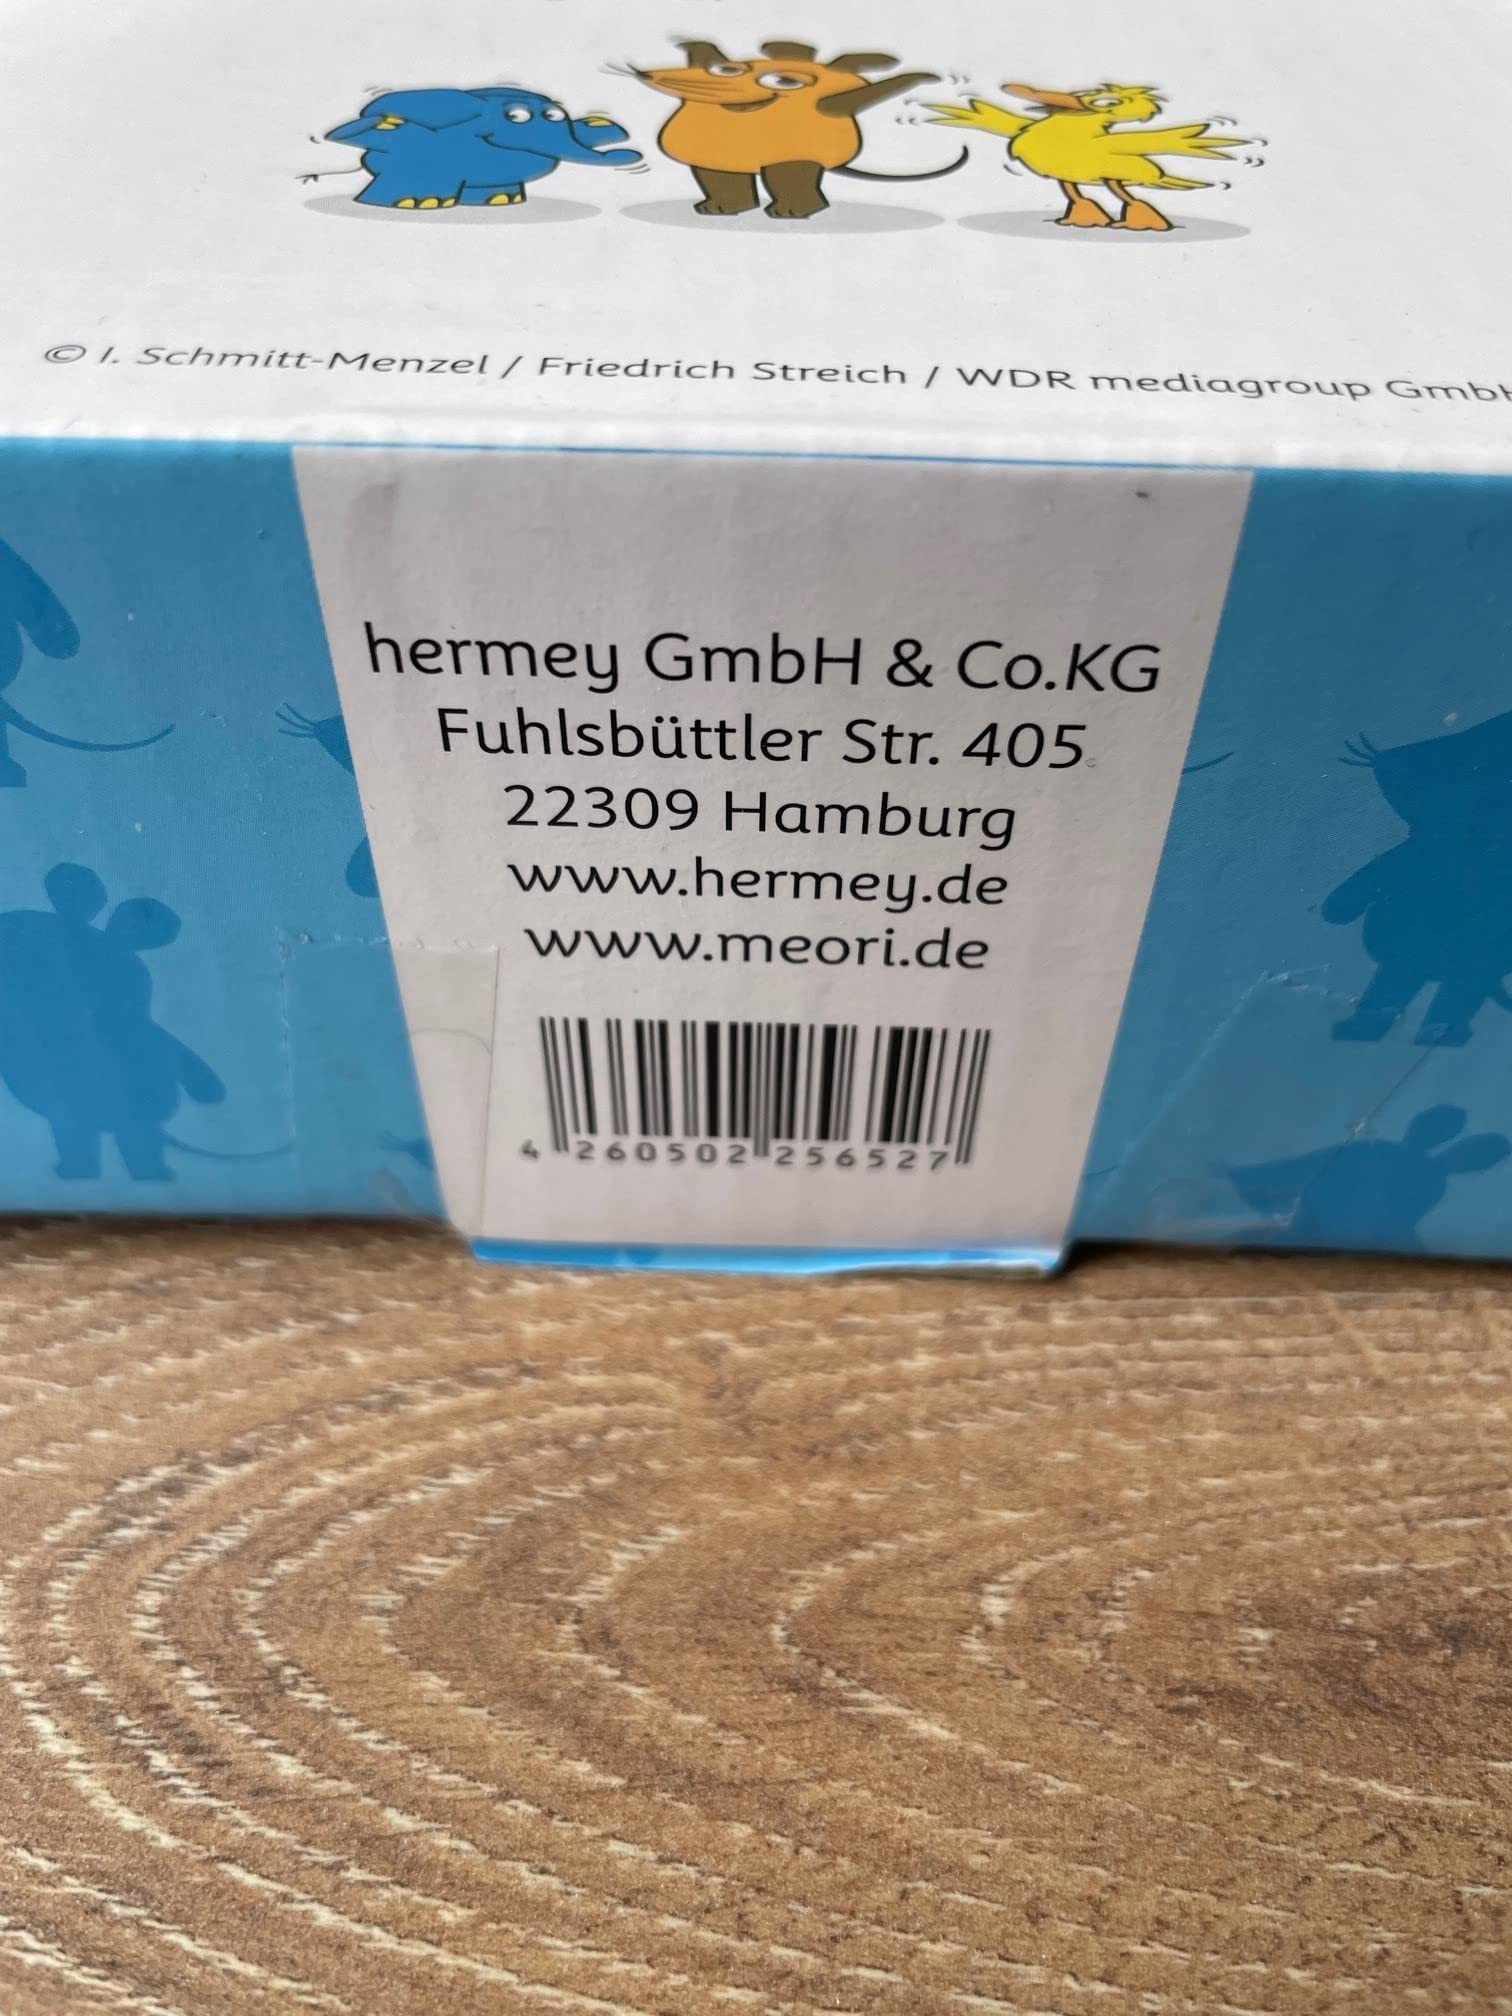 © I. Schmitt-Menzel / Friedrich Streich / WDR mediagroup GmbH
hermey GmbH & Co.KG
Fuhlsbüttler Str. 405
22309 Hamburg
www.hermey.de
www.meori.de
4 260502 256527